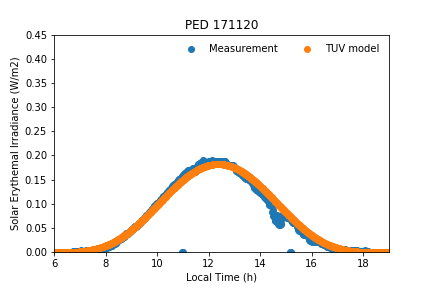 PED 171120
Solar Erythemal Irradiance (W/m2)
0.45
0.40
0.35
0.30
0.25
0.20
0.15
0.10
0.05
0.00
Measurement TUV model
6 8 10 12 14 16 18
Local Time (h)